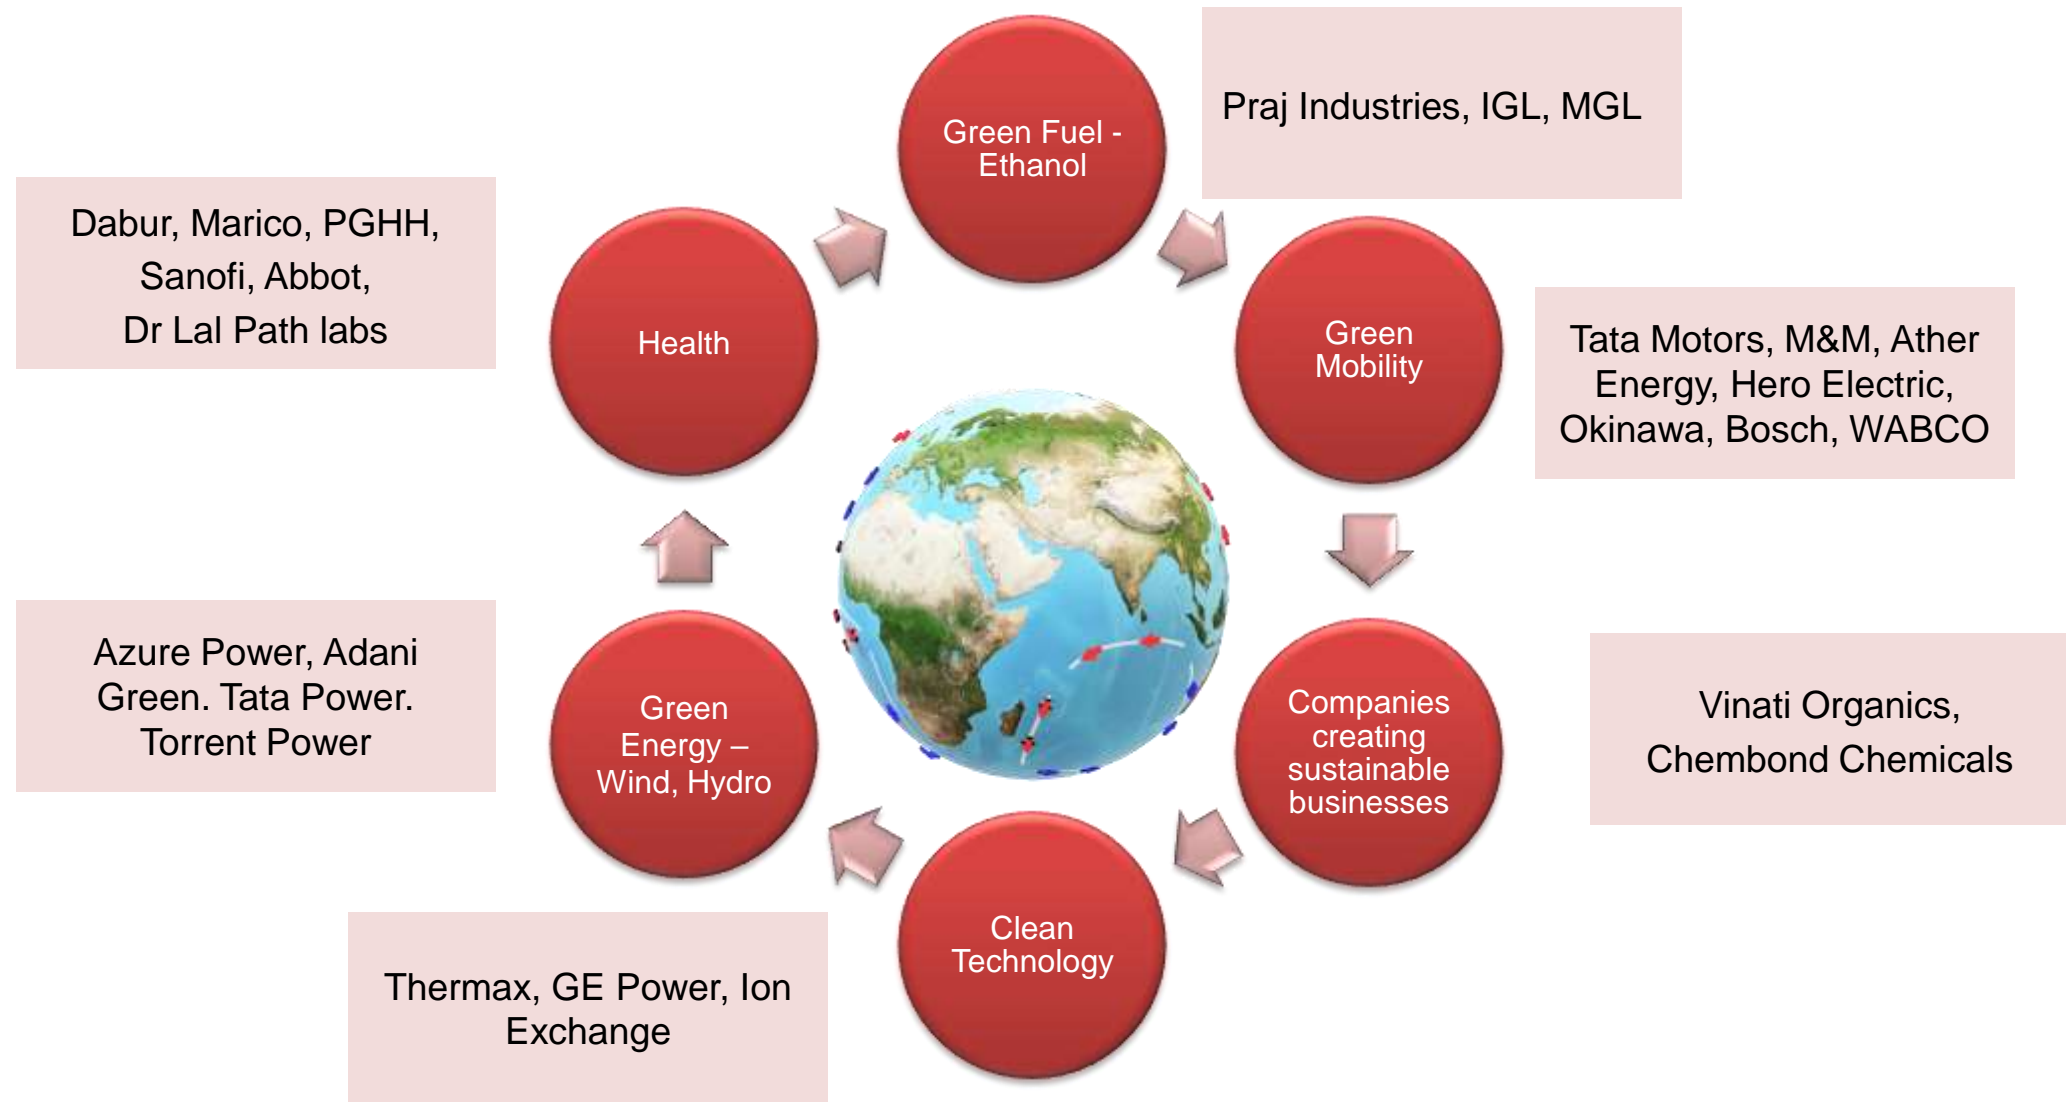 Green Fuel -
Ethanol
Praj Industries, IGL, MGL
Green
Mobility
Tata Motors, M&M, Ather
Energy, Hero Electric,
Okinawa, Bosch, WABCO
Companies
creating
sustainable
businesses
Vinati Organics,
Chembond Chemicals
Clean
Technology
Thermax, GE Power, Ion
Exchange
Green
Energy –
Wind, Hydro
Azure Power, Adani
Green. Tata Power.
Torrent Power
Health
Dabur, Marico, PGHH,
Sanofi, Abbot,
Dr Lal Path labs